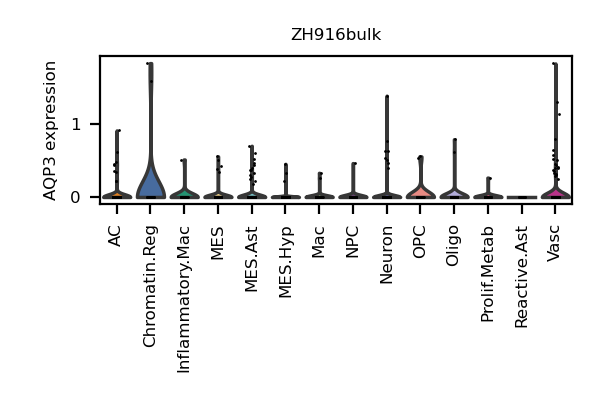 ZH916bulk
AQP3 expression
1
0
AC
Chromatin.Reg
Inflammatory.Mac
MES
MES.Ast
MES.Hyp
Mac
NPC
Neuron
OPC
Oligo
Prolif.Metab
Reactive.Ast
Vasc